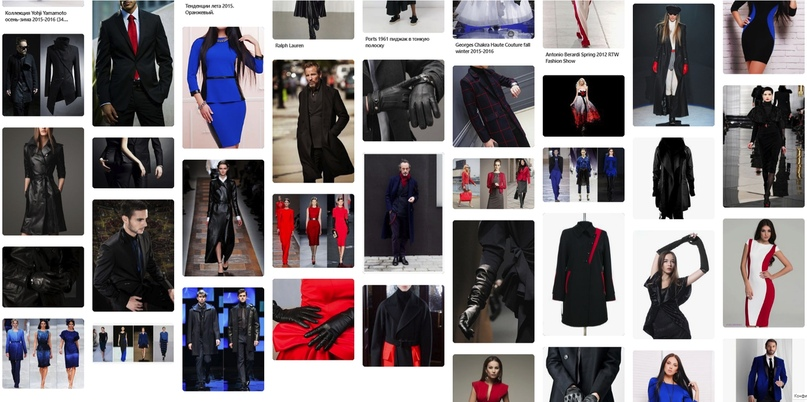 Коллекция Yohji Yamamoto
осень-зима 2015-2016 (34...
Тенденции лета 2015.
Оранжевый.
Ralph Lauren
Ports 1961 пиджак в тонкую
полоску
Georges Chakra Haute Couture fall
winter 2015-2016
Antonio Berardi Spring 2012 RTW
Fashion Show